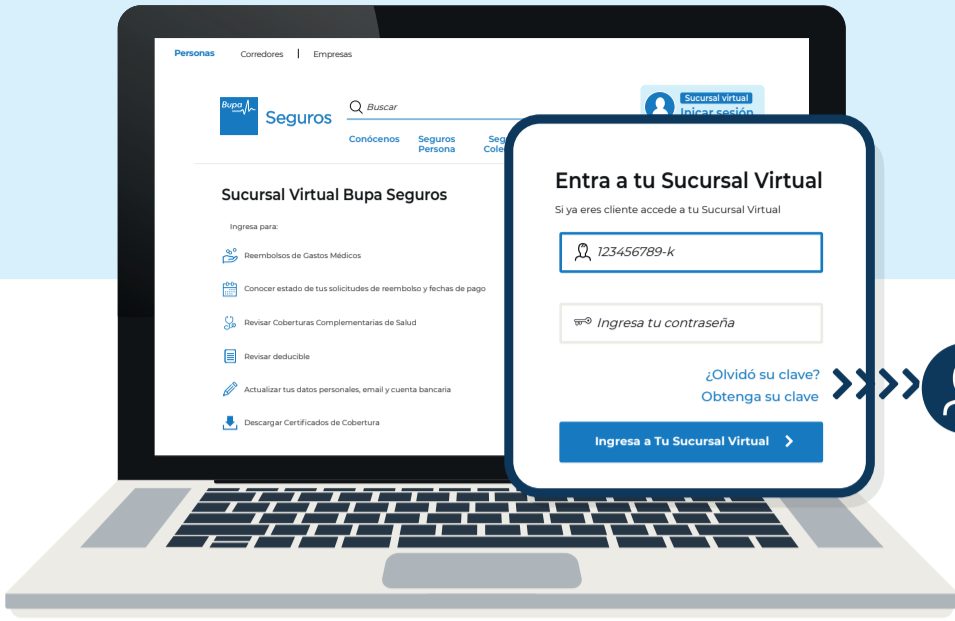 Personas Corredores | Empresas
Bupa
Seguros
Buscar
Sucursal virtual
Inicar sesión
Conócenos Seguros
Persona
Sucursal Virtual Bupa Seguros
Ingresa para:
Reembolsos de Gastos Médicos
Conocer estado de tus solicitudes de reembolso y fechas de pago
Revisar Coberturas Complementarias de Salud
Revisar deducible
Actualizar tus datos personales, email y cuenta bancaria
Descargar Certificados de Cobertura
Entra a tu Sucursal Virtual
Si ya eres cliente accede a tu Sucursal Virtual
123456789-k
Ingresa tu contraseña
¿Olvidó su clave?
Obtenga su clave
Ingresa a Tu Sucursal Virtual